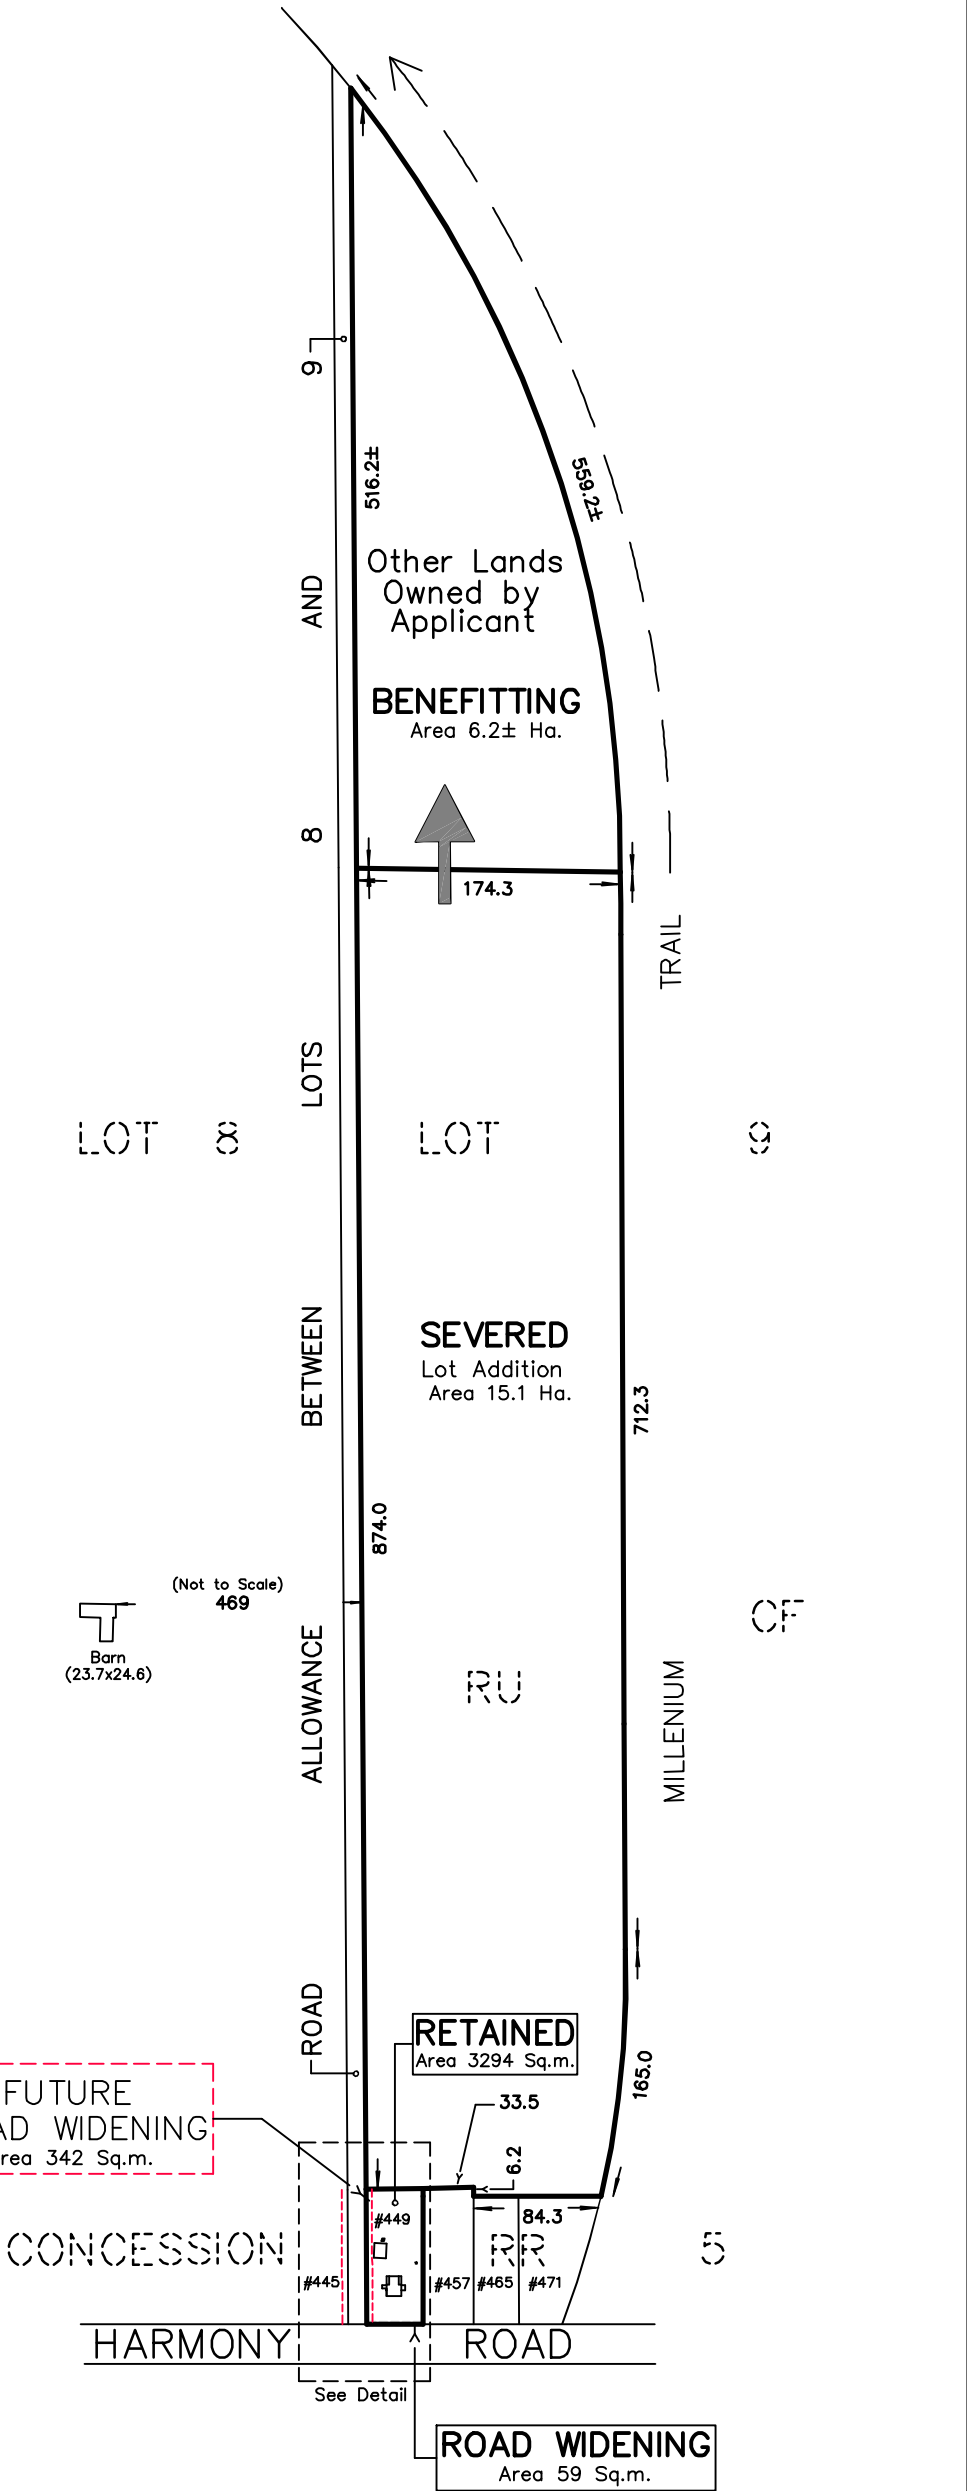 9
516.2±
559.2±
Other Lands
Owned by
Applicant
AND
BENEFITTING
Area 6.2± Ha.
8
174.3
TRAIL
LOTS
LOT 8
LOT 9
BETWEEN
SEVERED
Lot Addition
Area 15.1 Ha.
712.3
874.0
(Not to Scale)
469
Barn
(23.7x24.6)
CF
ALLOWANCE
RU
MILLENIUM
ROAD
RETAINED
Area 3294 Sq.m.
165.0
FUTURE
AD WIDENING
rea 342 Sq.m.
33.5
6.2
84.3
#449
CONCESSION
RR
5
#445
#457
#465
#471
HARMONY ROAD
See Detail
ROAD WIDENING
Area 59 Sq.m.